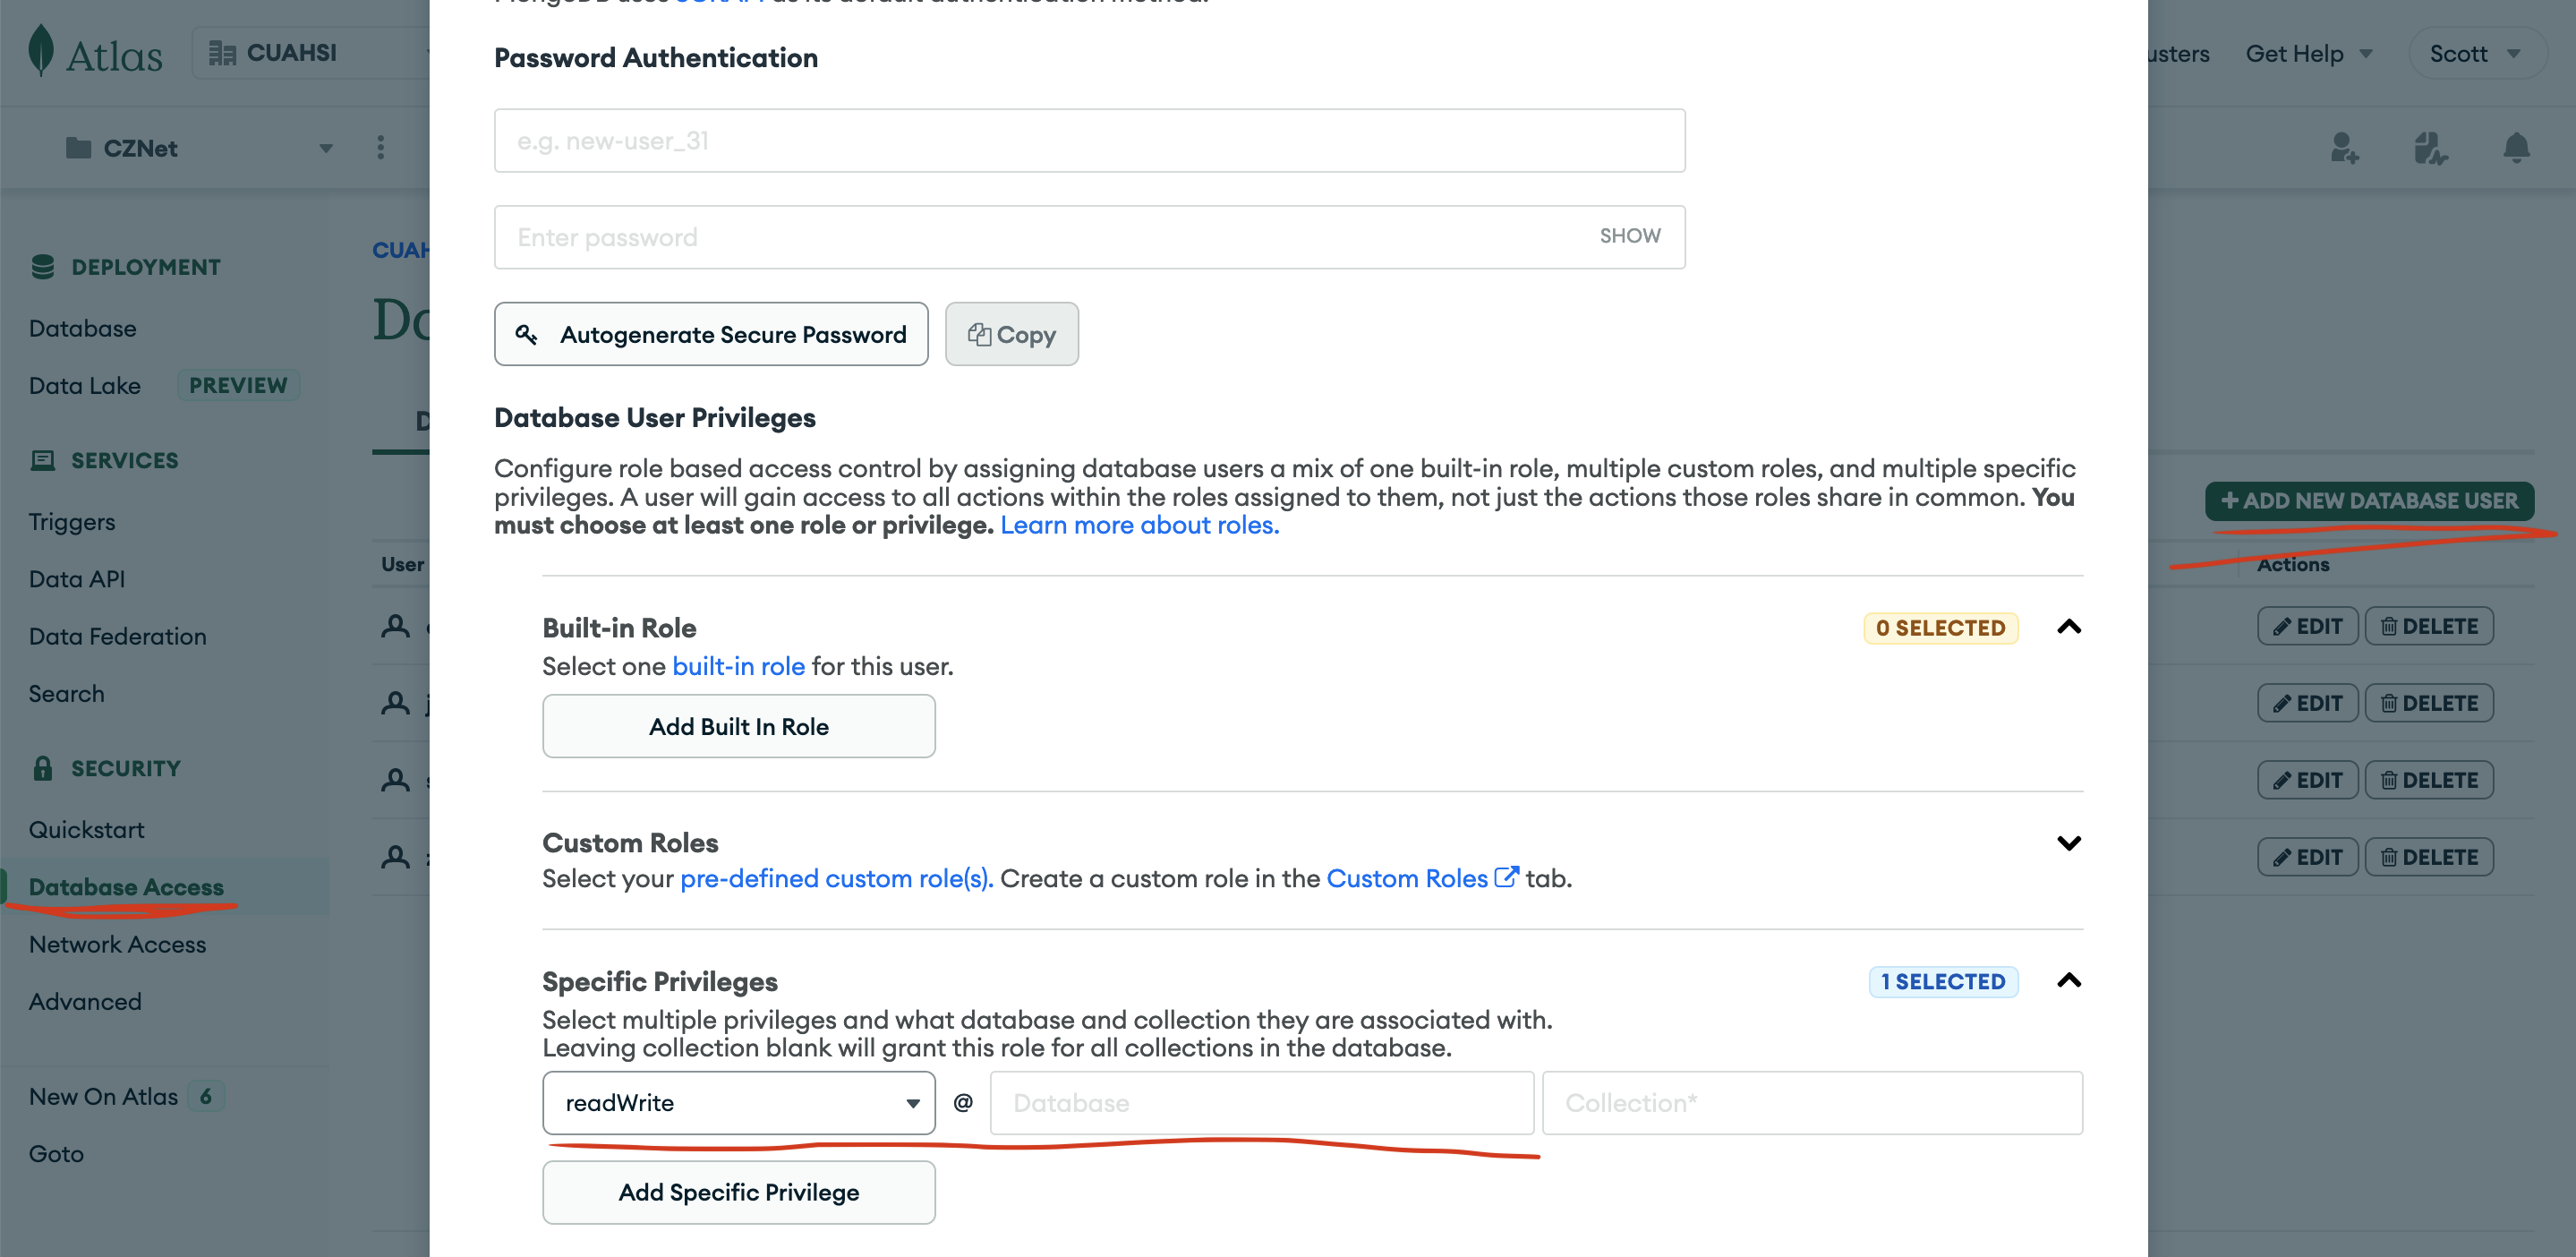 Atlas
CUAHSI
Get Help
Scott
CZNet
DEPLOYMENT
Database
Data Lake PREVIEW
SERVICES
Triggers
Data API
Data Federation
Search
SECURITY
Quickstart
Database Access
Network Access
Advanced
New On Atlas 6
Goto
User
Password Authentication
e.g. new-user_31
Enter password SHOW
Autogenerate Secure Password Copy
Database User Privileges
Configure role based access control by assigning database users a mix of one built-in role, multiple custom roles, and multiple specific
privileges. A user will gain access to all actions within the roles assigned to them, not just the actions those roles share in common. You
must choose at least one role or privilege. Learn more about roles.
Built-in Role 0 SELECTED
Select one built-in role for this user.
Add Built In Role
Custom Roles
Select your pre-defined custom role(s). Create a custom role in the Custom Roles tab.
Specific Privileges 1 SELECTED
Select multiple privileges and what database and collection they are associated with.
Leaving collection blank will grant this role for all collections in the database.
readWrite @ Database Collection*
Add Specific Privilege
+ ADD NEW DATABASE USER
Actions
EDIT DELETE
EDIT DELETE
EDIT DELETE
EDIT DELETE